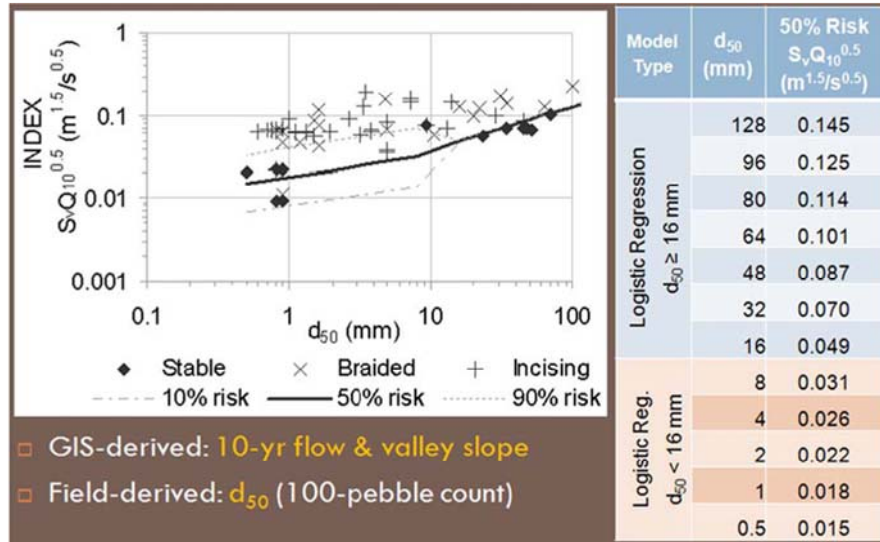 INDEX
SvQ10^0.5 (m^1.5/s^0.5)
1
0.1
0.01
0.001
0.1
1
10
100
d50 (mm)
Stable
Braided
Incising
10% risk
50% risk
90% risk
GIS-derived: 10-yr flow & valley slope
Field-derived: d50 (100-pebble count)
Model Type
d50 (mm)
50% Risk SvQ10^0.5 (m^1.5/s^0.5)
Logistic Regression
d50 ≥ 16 mm
128 0.145
96 0.125
80 0.114
64 0.101
48 0.087
32 0.070
16 0.049
Logistic Reg.
d50 < 16 mm
8 0.031
4 0.026
2 0.022
1 0.018
0.5 0.015